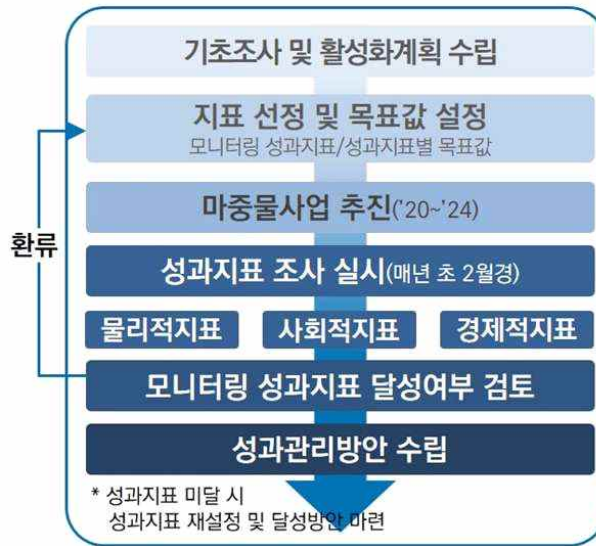 기초조사 및 활성화계획 수립
지표 선정 및 목표값 설정
모니터링 성과지표/성과지표별 목표값
마중물사업 추진('20~'24)
환류
성과지표 조사 실시(매년 초 2월경)
물리적지표 사회적지표 경제적지표
모니터링 성과지표 달성여부 검토
성과관리방안 수립
* 성과지표 미달 시
성과지표 재설정 및 달성방안 마련